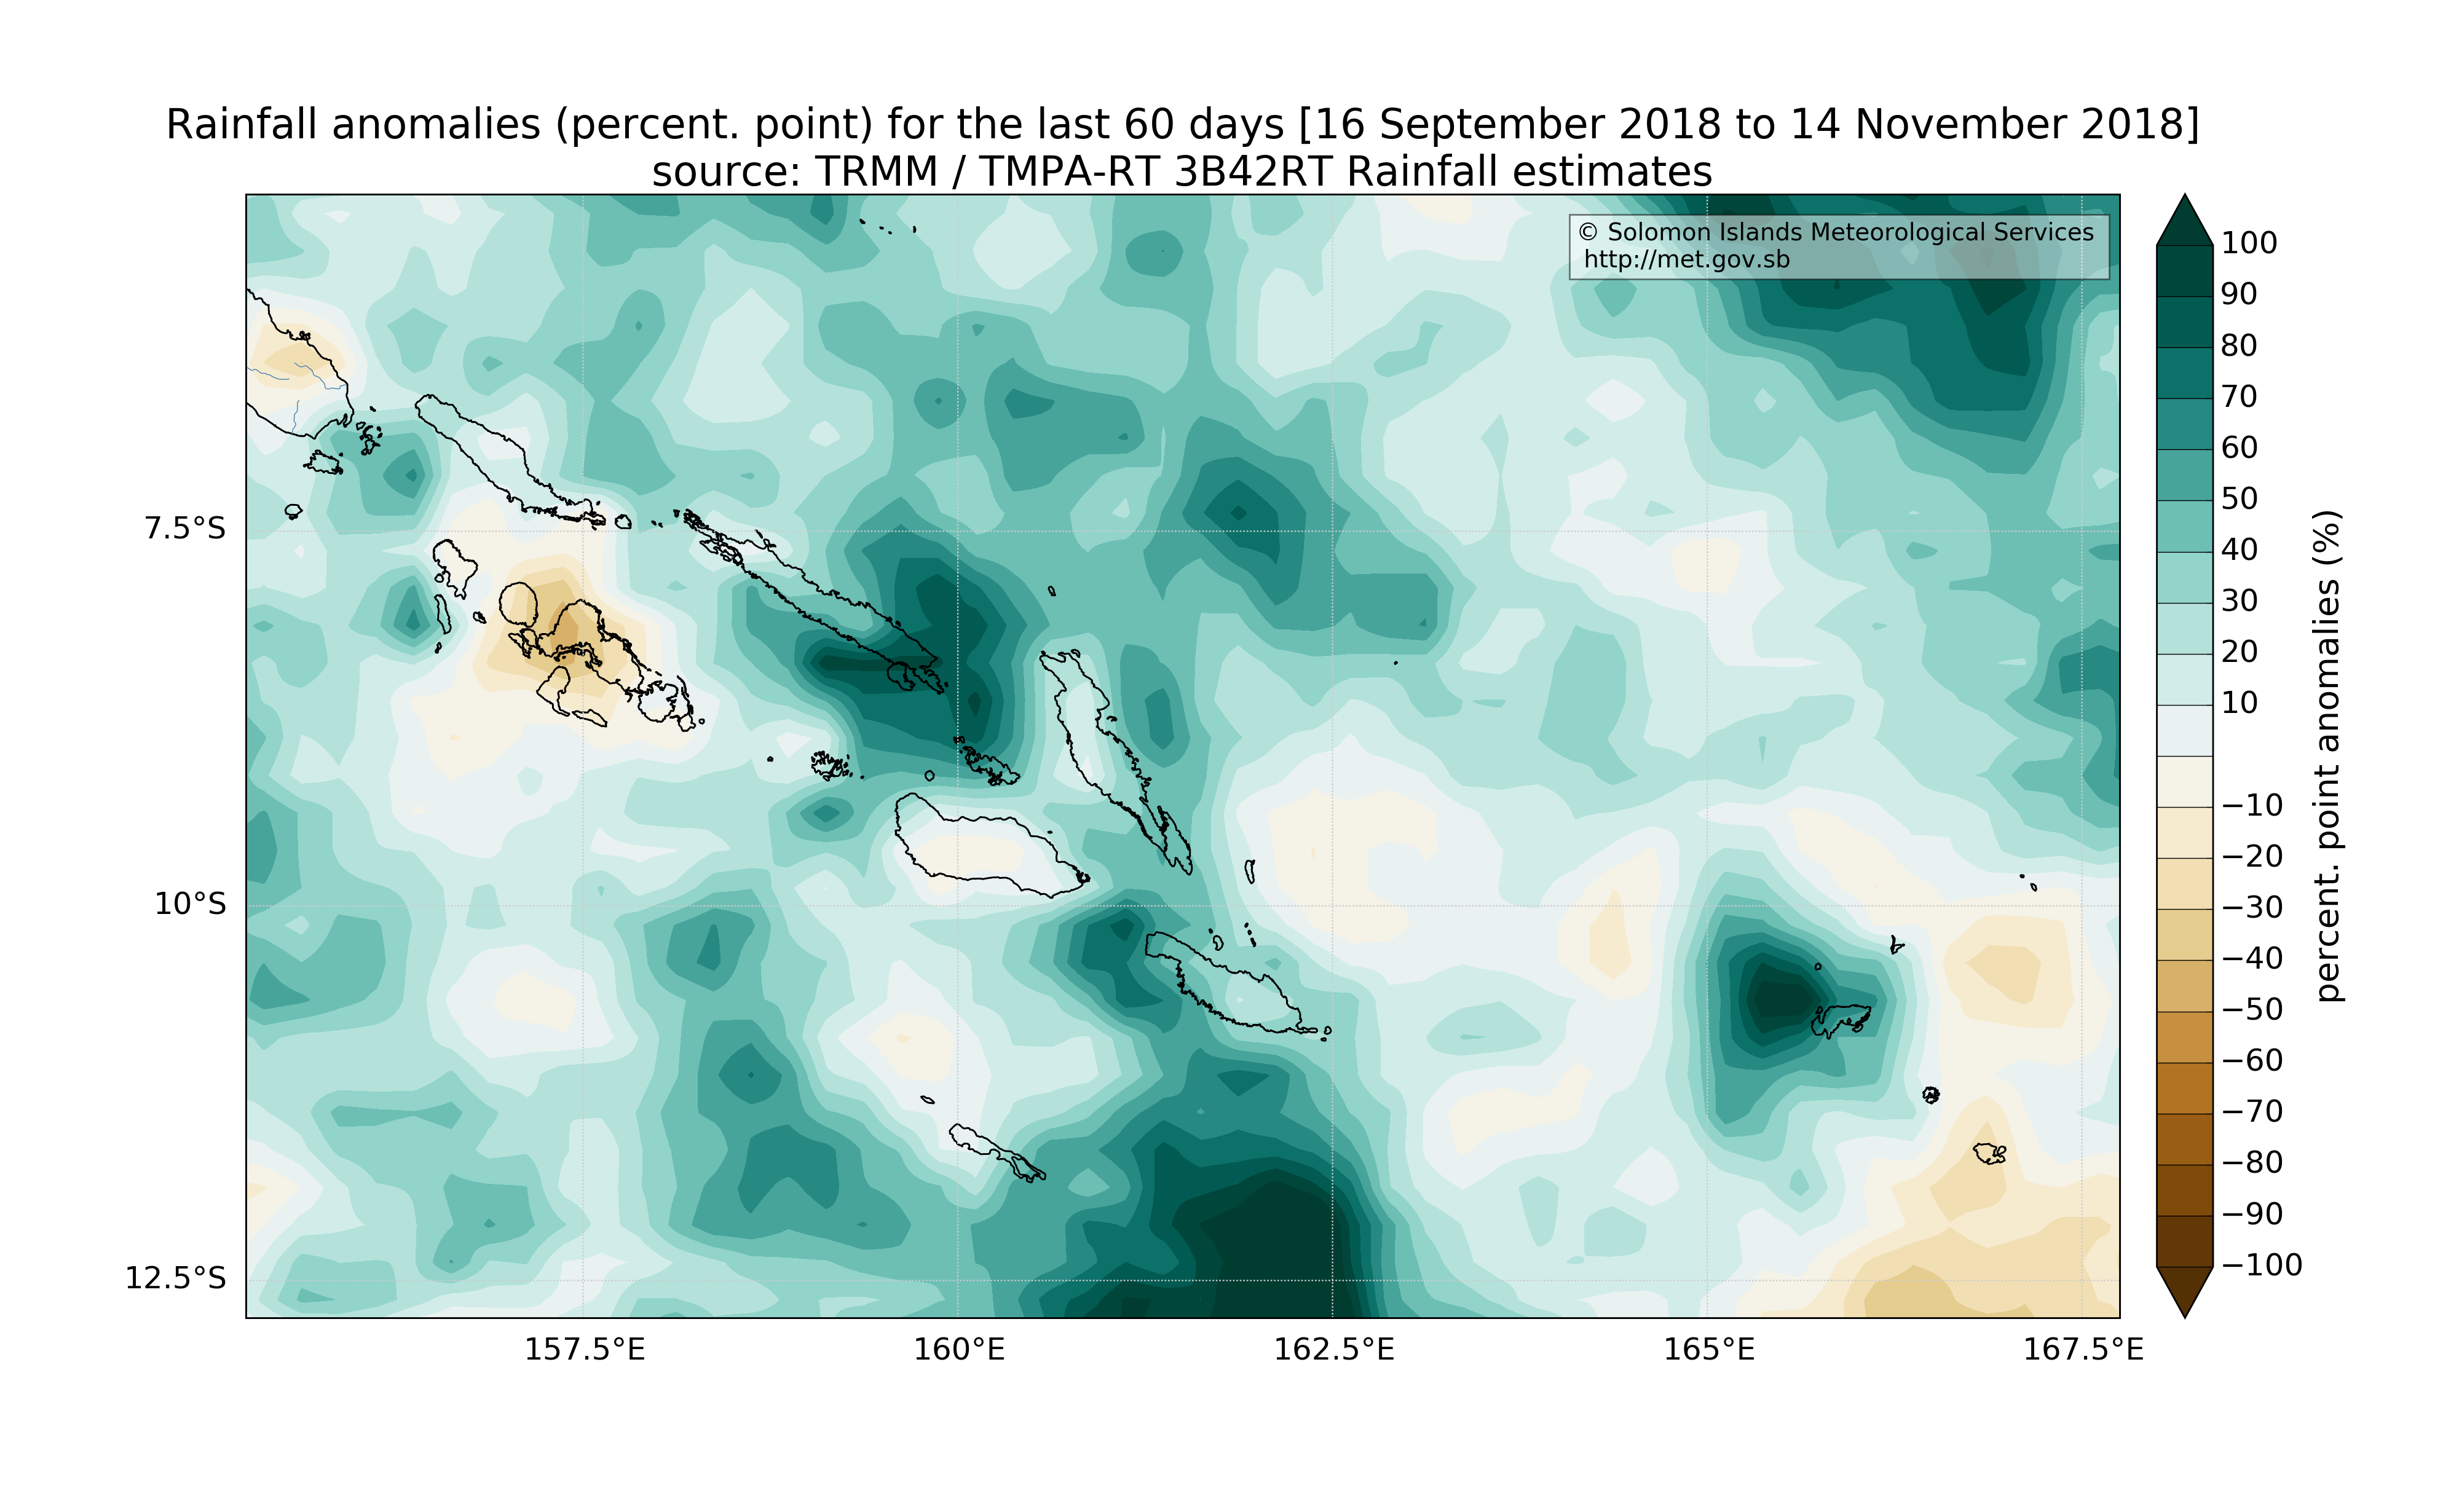 Rainfall anomalies (percent. point) for the last 60 days [16 September 2018 to 14 November 2018]
source: TRMM / TMPA-RT 3B42RT Rainfall estimates
© Solomon Islands Meteorological Services
http://met.gov.sb
7.5°S
10°S
12.5°S
157.5°E
160°E
162.5°E
165°E
167.5°E
100
90
80
70
60
50
40
30
20
10
−10
−20
−30
−40
−50
−60
−70
−80
−90
−100
percent. point anomalies (%)